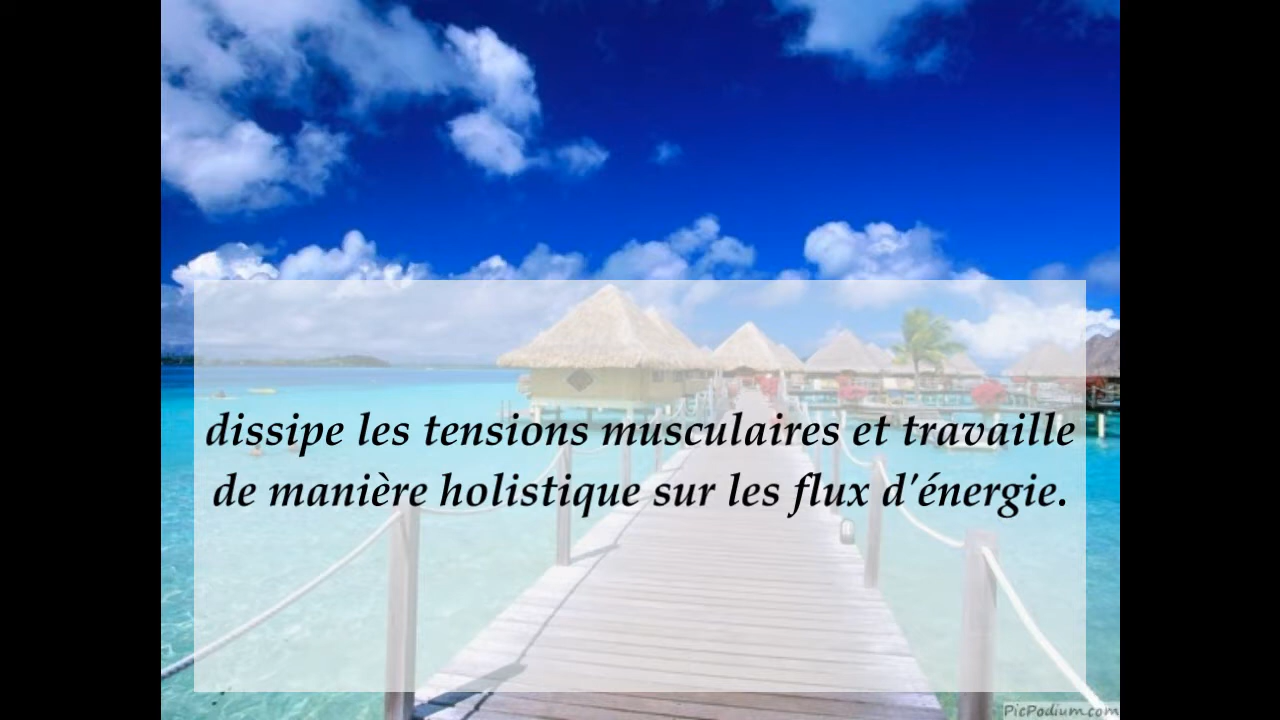 dissipe les tensions musculaires et travaille
de manière holistique sur les flux d'énergie.
PicPodium.com